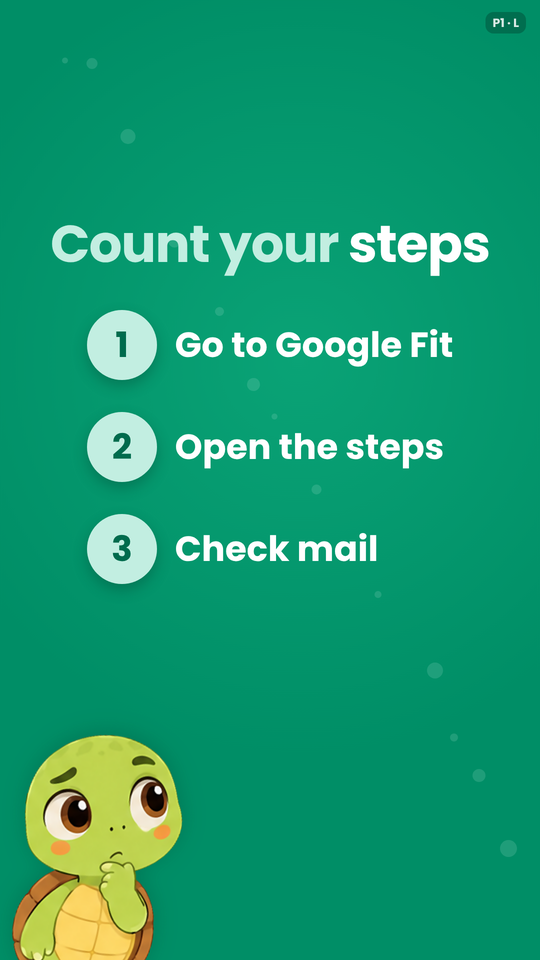 P1 · L
Count your steps
1 Go to Google Fit
2 Open the steps
3 Check mail